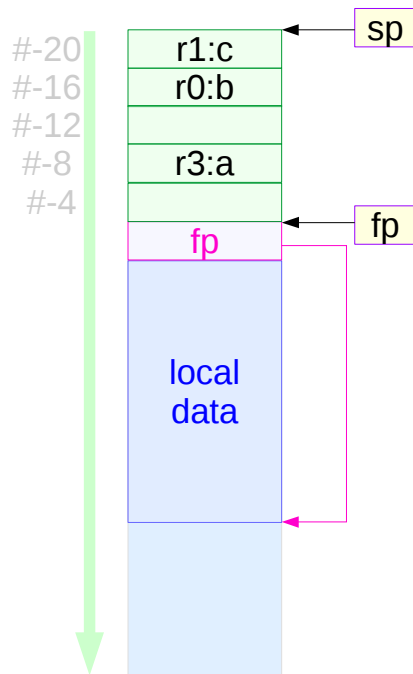 sp
#-20
r1:c
#-16
r0:b
#-12
#-8
r3:a
#-4
fp
fp
local
data